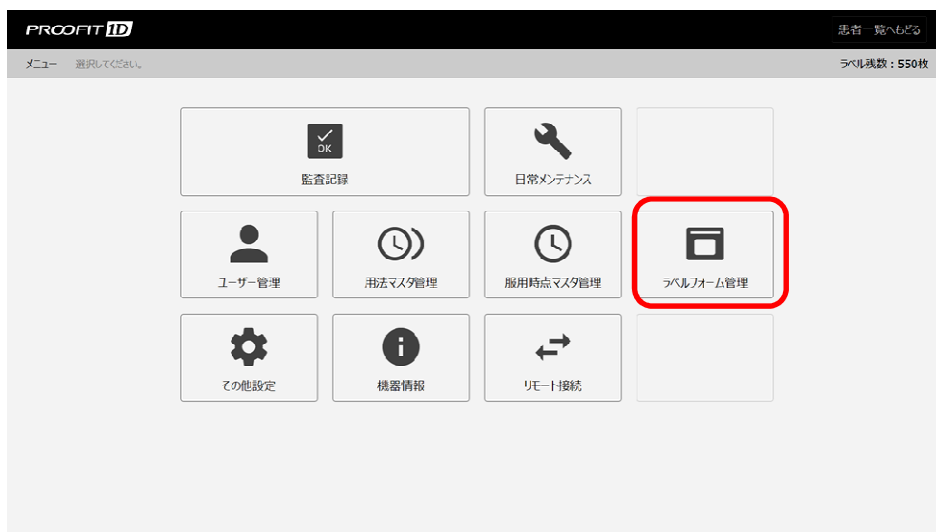 PROOFIT 1D
患者一覧へもどる
メニュー 選択してください。
ラベル残数：550枚
OK
監査記録
日常メンテナンス
ユーザー管理
用法マスタ管理
服用時点マスタ管理
ラベルフォーム管理
その他設定
機器情報
リモート接続